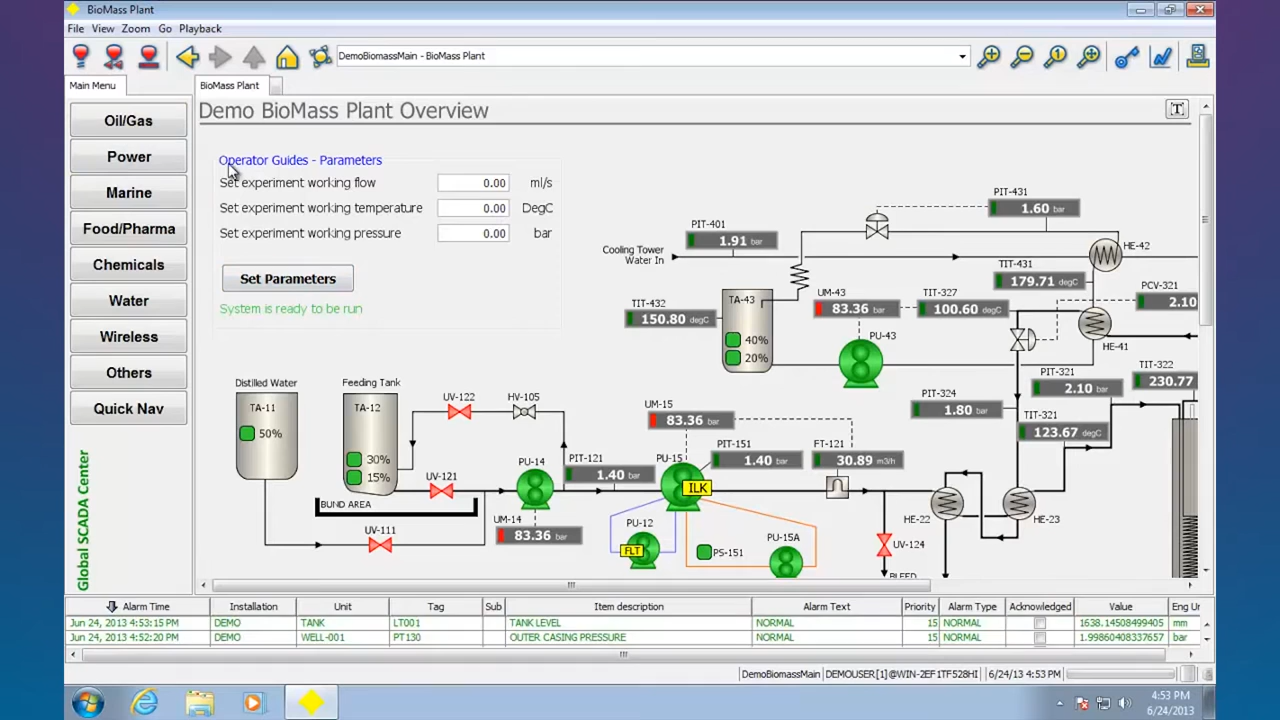 BioMass Plant
File View Zoom Go Playback
DemoBiomassMain - BioMass Plant
Main Menu
BioMass Plant
Demo BioMass Plant Overview
T
Oil/Gas
Power
Marine
Food/Pharma
Chemicals
Water
Wireless
Others
Quick Nav
Global SCADA Center
Operator Guides - Parameters
Set experiment working flow 0.00 ml/s
Set experiment working temperature 0.00 DegC
Set experiment working pressure 0.00 bar
Set Parameters
System is ready to be run
PIT-431
1.60 bar
PIT-401
1.91 bar
Cooling Tower
Water In
HE-42
TIT-431
179.71 degC
PCV-321
2.10
TIT-432
150.80 degC
TA-43
40%
20%
UM-43
83.36 bar
TIT-327
100.60 degC
PU-43
HE-41
PIT-321
2.10 bar
TIT-322
230.77
PIT-324
1.80 bar
TIT-321
123.67 degC
Distilled Water
TA-11
50%
Feeding Tank
TA-12
30%
15%
BUND AREA
UV-122
HV-105
UV-121
UV-111
PU-14
UM-14
83.36 bar
PIT-121
1.40 bar
UM-15
83.36 bar
PU-15
ILK
PIT-151
1.40 bar
FT-121
30.89 m3/h
PU-12
FLT
PS-151
PU-15A
UV-124
BLEED
HE-22
HE-23
Alarm Time Installation Unit Tag Sub Item description Alarm Text Priority Alarm Type Acknowledged Value Eng Un
Jun 24, 2013 4:53:15 PM DEMO TANK LT001 TANK LEVEL NORMAL 15 NORMAL 1638.14508499405 mm
Jun 24, 2013 4:52:20 PM DEMO WELL-001 PT130 OUTER CASING PRESSURE NORMAL 15 NORMAL 1.99860408337657 bar
DemoBiomassMain DEMOUSER[1]@WIN-2EF1TF528HI 6/24/13 4:53 PM
4:53 PM
6/24/2013